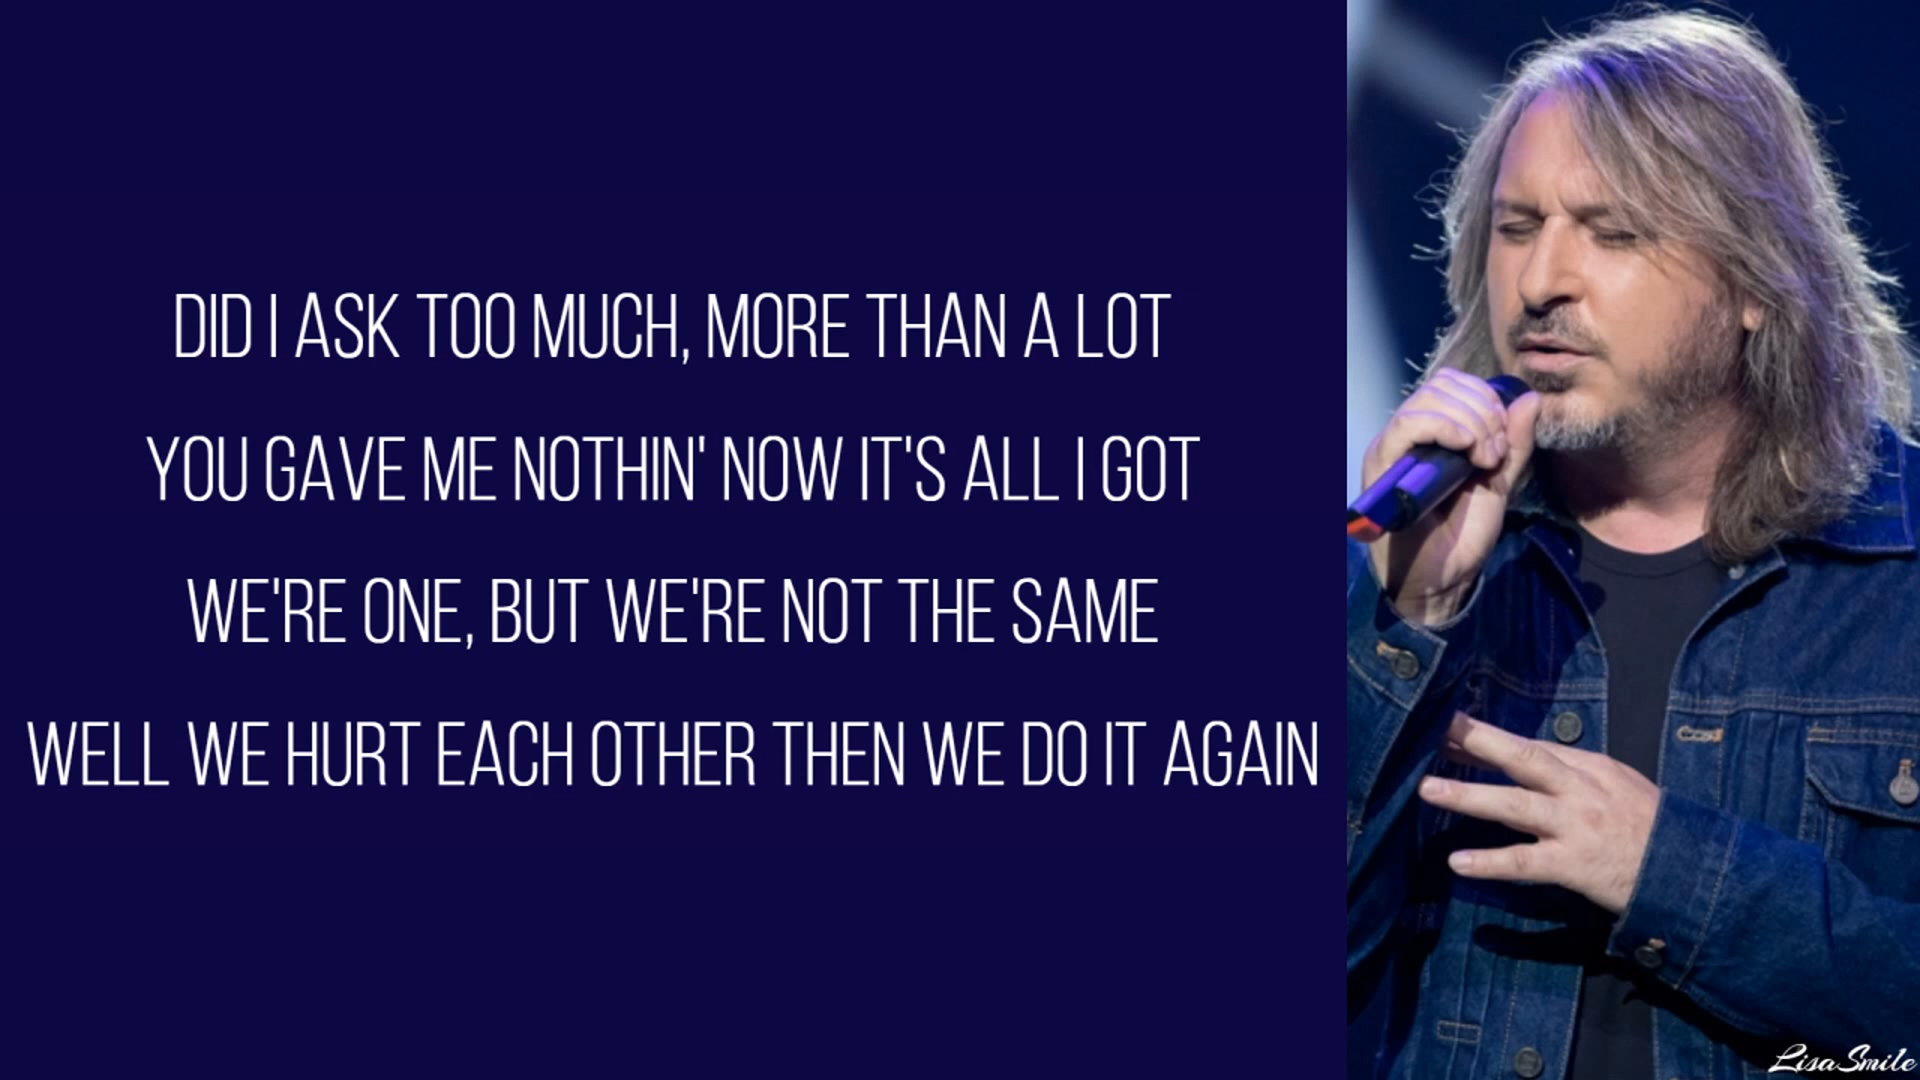 DID I ASK TOO MUCH, MORE THAN A LOT
YOU GAVE ME NOTHIN' NOW IT'S ALL I GOT
WE'RE ONE, BUT WE'RE NOT THE SAME
WELL WE HURT EACH OTHER THEN WE DO IT AGAIN
LisaSmile